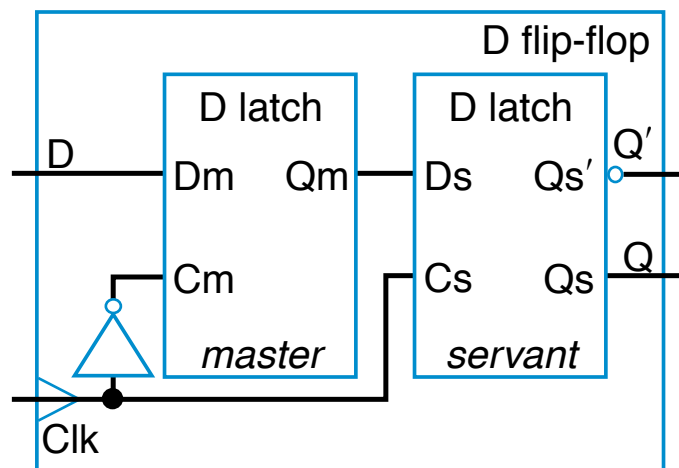 D flip-flop
D latch
D latch
D
Dm
Qm
Ds
Qs′
Q′
Cm
Cs
Qs
Q
master
servant
Clk